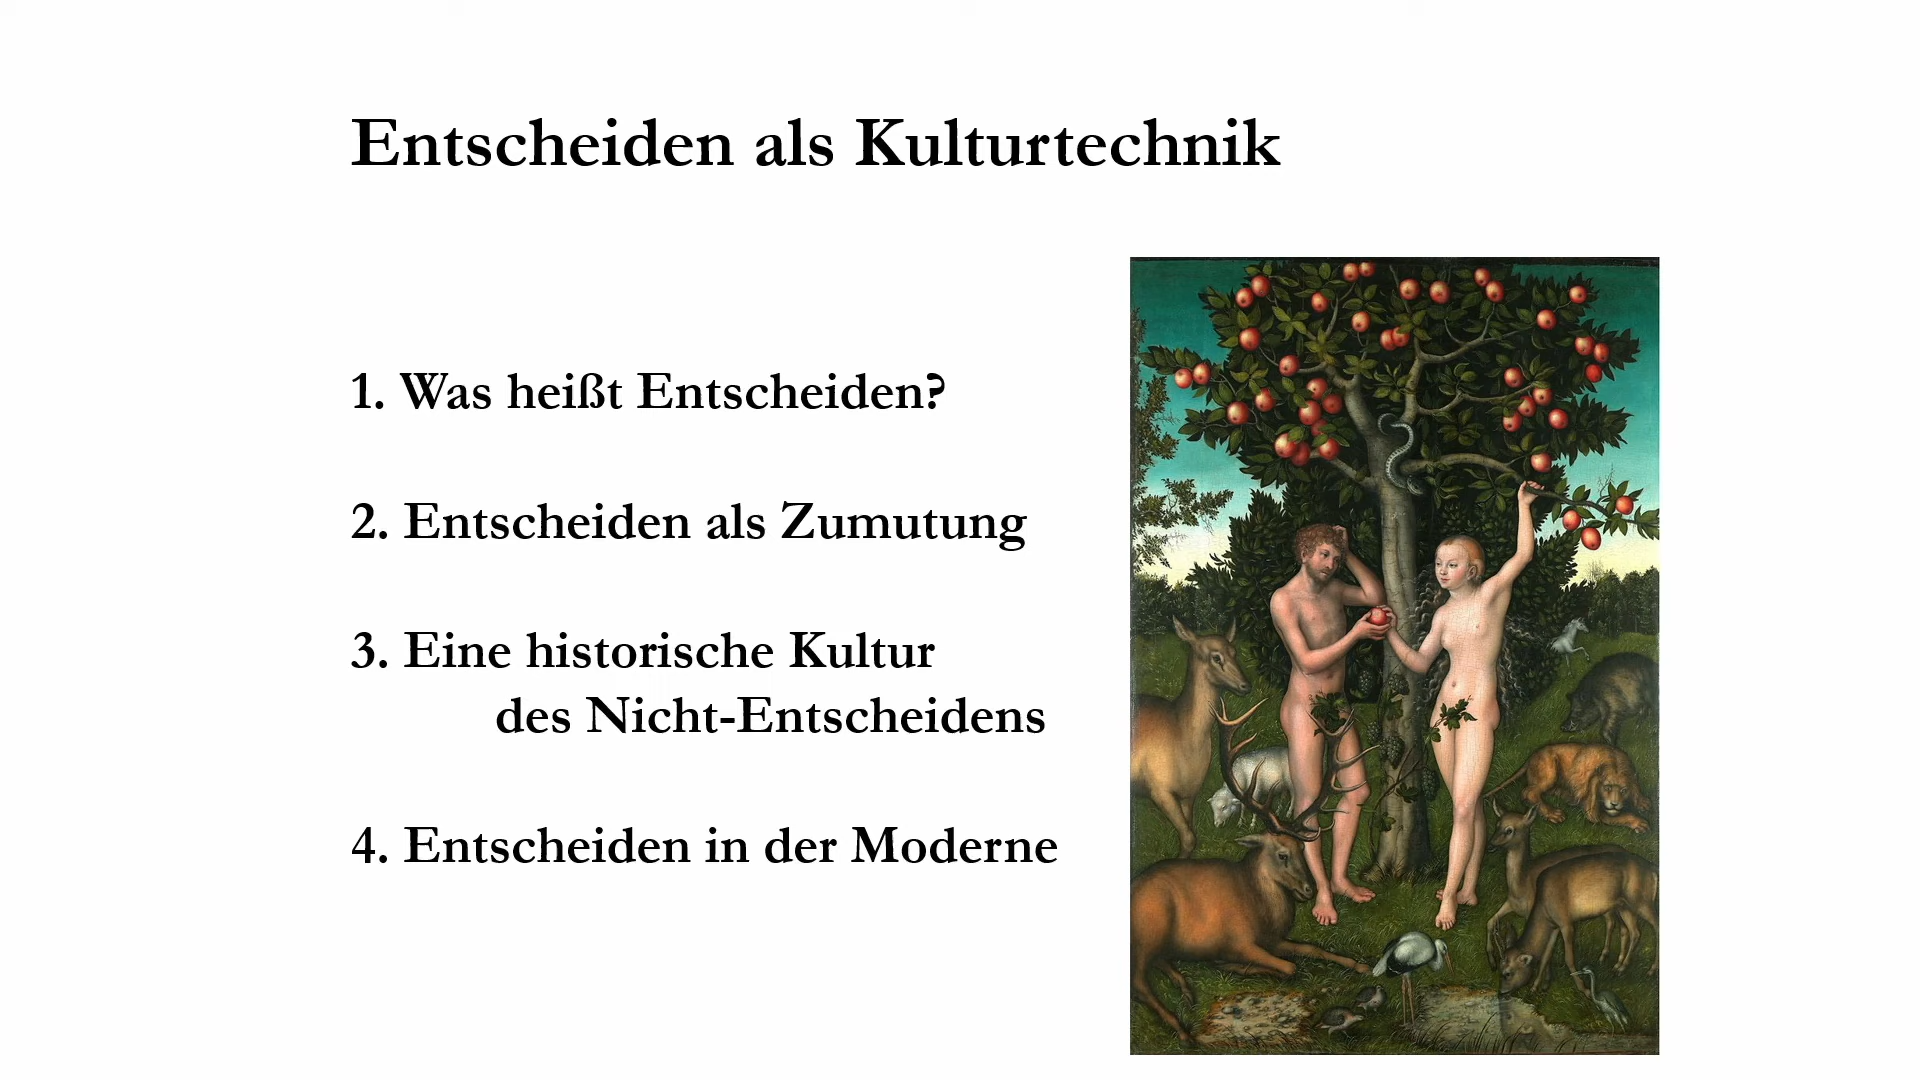 Entscheiden als Kulturtechnik
1. Was heißt Entscheiden?
2. Entscheiden als Zumutung
3. Eine historische Kultur
des Nicht-Entscheidens
4. Entscheiden in der Moderne